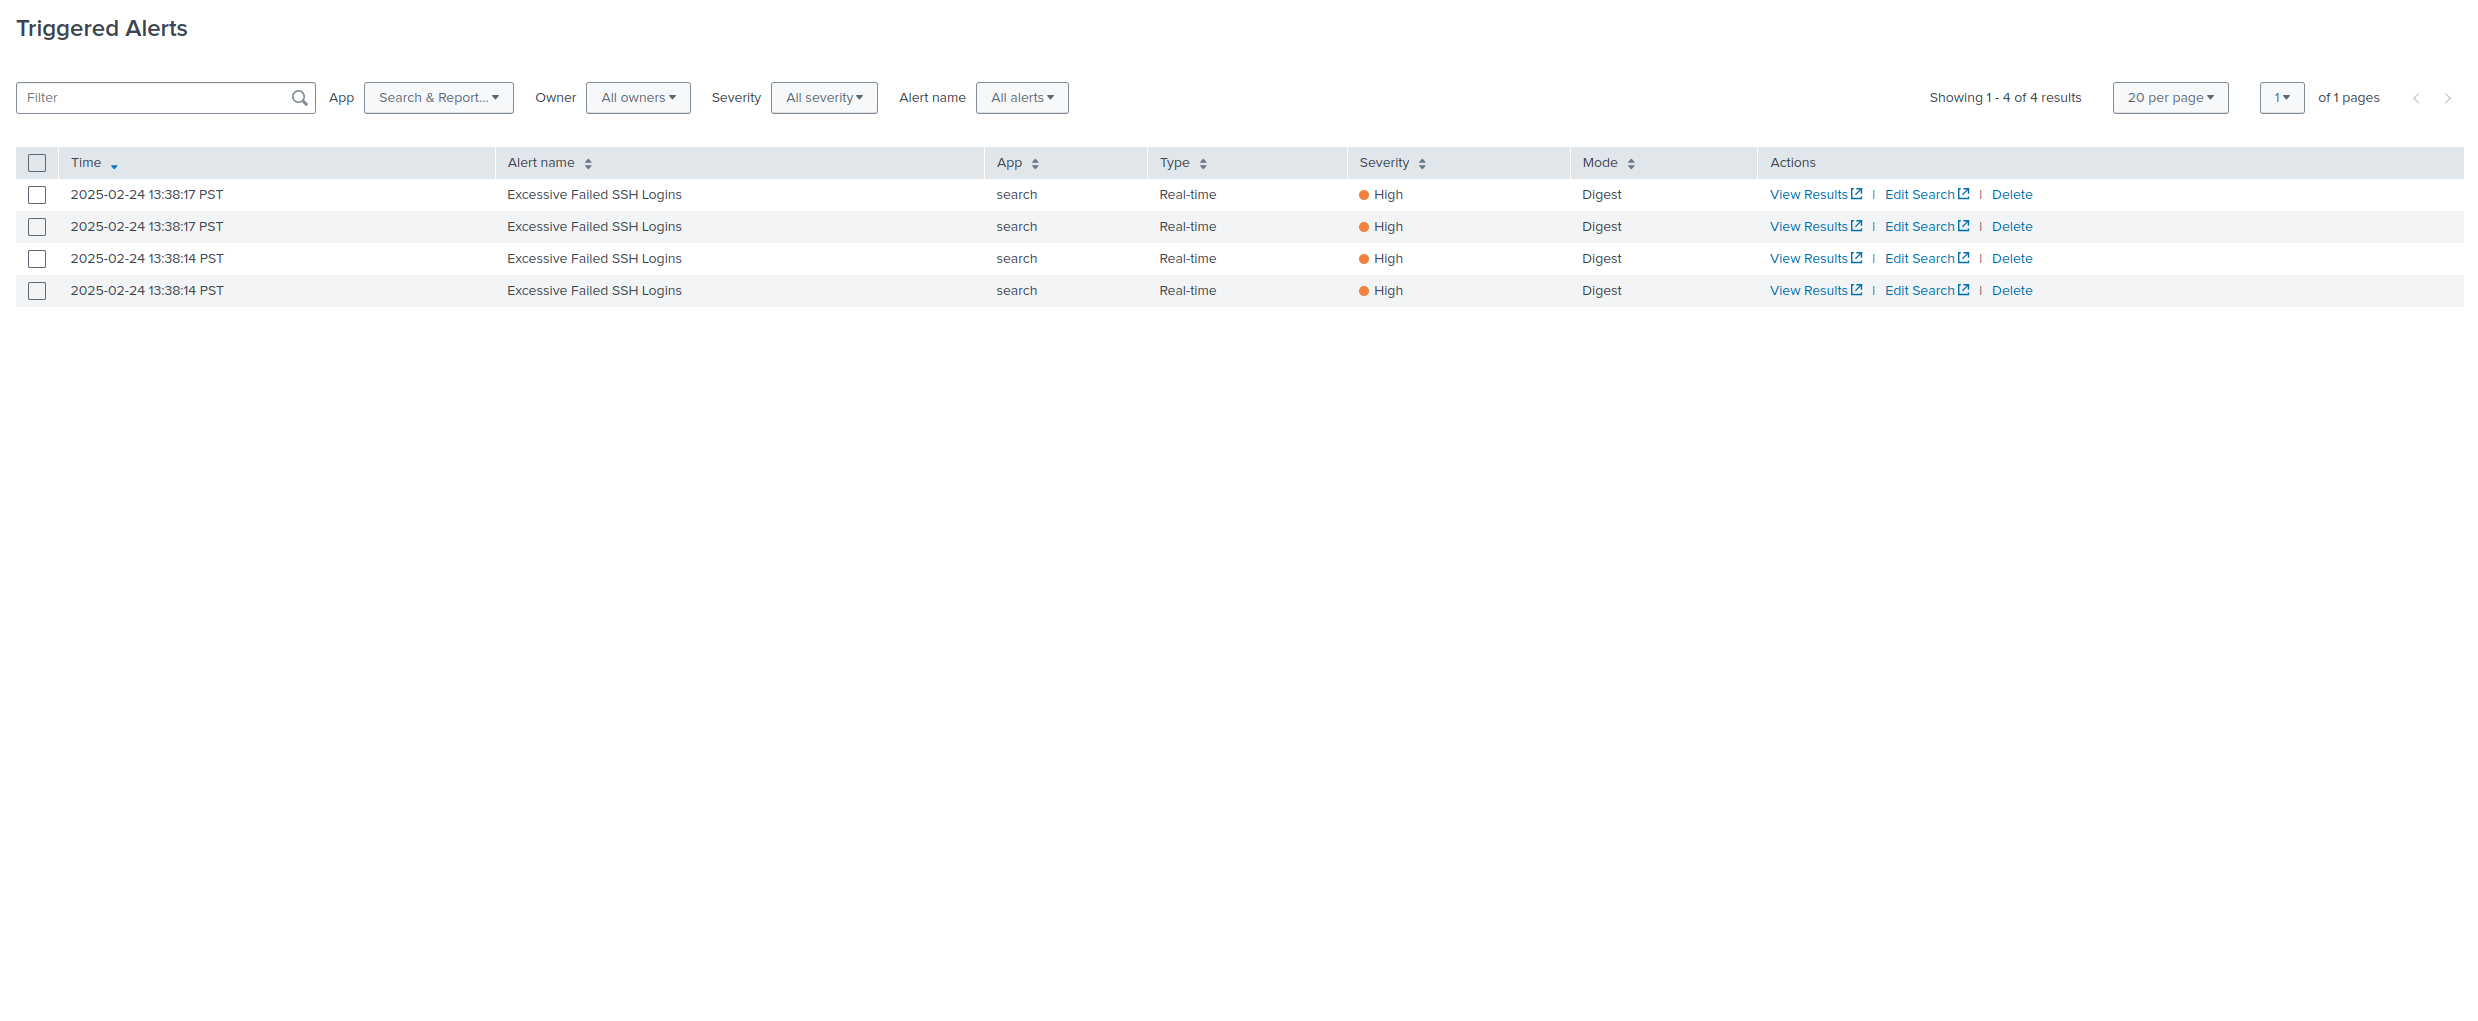 Triggered Alerts
Filter App Search & Report... Owner All owners Severity All severity Alert name All alerts Showing 1 - 4 of 4 results 20 per page 1 of 1 pages
Time Alert name App Type Severity Mode Actions
2025-02-24 13:38:17 PST Excessive Failed SSH Logins search Real-time High Digest View Results | Edit Search | Delete
2025-02-24 13:38:17 PST Excessive Failed SSH Logins search Real-time High Digest View Results | Edit Search | Delete
2025-02-24 13:38:14 PST Excessive Failed SSH Logins search Real-time High Digest View Results | Edit Search | Delete
2025-02-24 13:38:14 PST Excessive Failed SSH Logins search Real-time High Digest View Results | Edit Search | Delete